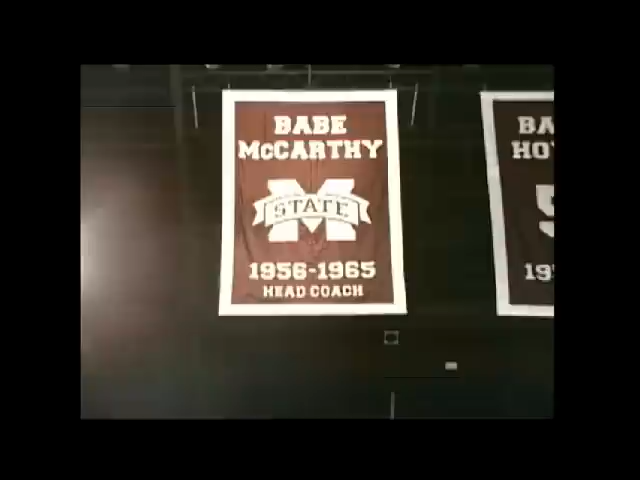 BABE
McCARTHY
STATE
1956-1965
HEAD COACH
BA
HO
5
19